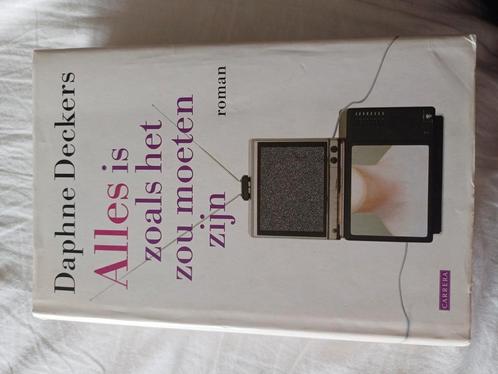 Daphne Deckers
Alles is
zoals het
zou moeten
zijn
roman
CARRERA